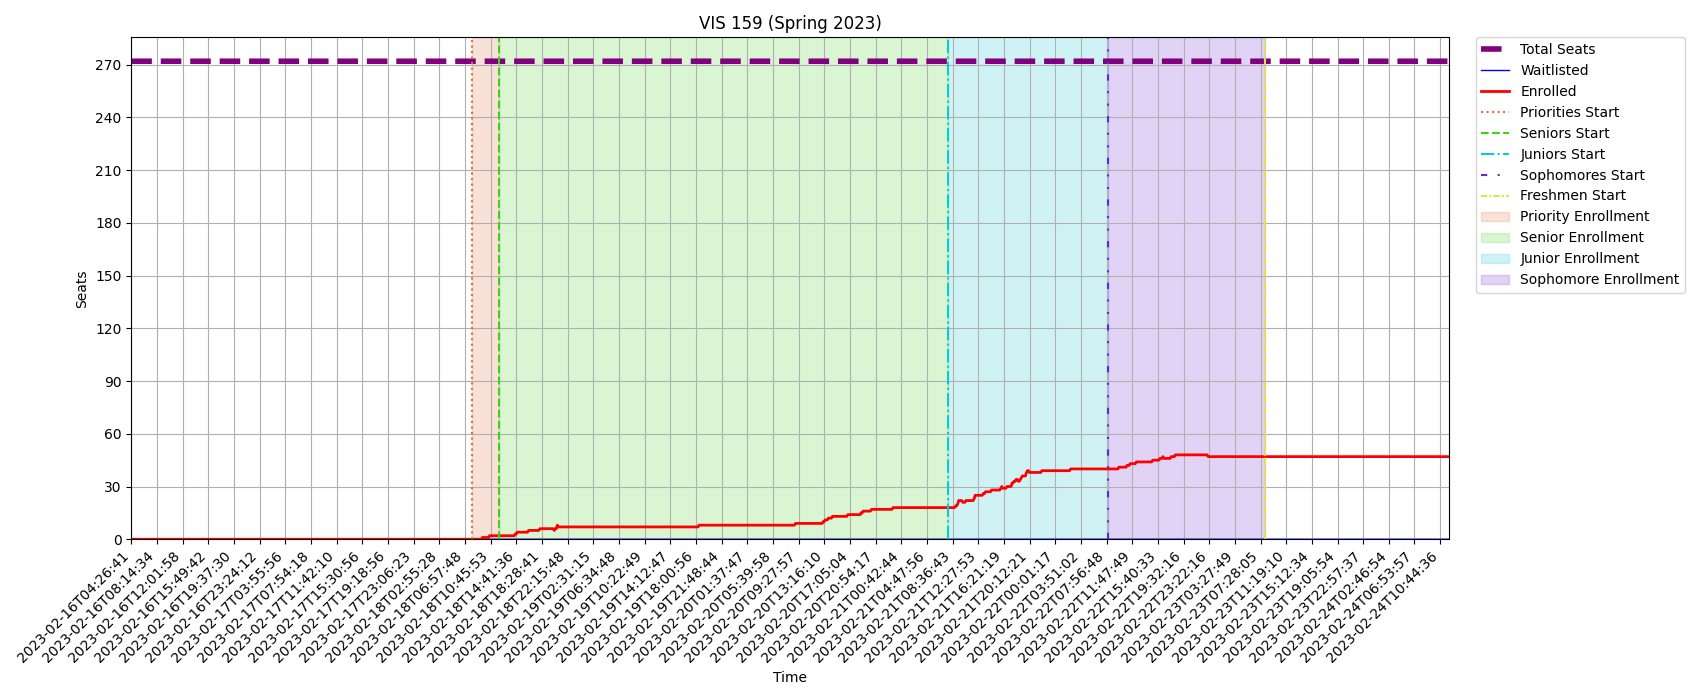 VIS 159 (Spring 2023)
Seats
270
240
210
180
150
120
90
60
30
0
2023-02-16T04:26:41
2023-02-16T08:14:34
2023-02-16T12:01:58
2023-02-16T15:49:42
2023-02-16T19:37:30
2023-02-16T23:24:12
2023-02-17T03:55:56
2023-02-17T07:54:18
2023-02-17T11:42:10
2023-02-17T15:30:56
2023-02-17T19:18:56
2023-02-17T23:06:23
2023-02-18T02:55:28
2023-02-18T06:57:48
2023-02-18T10:45:53
2023-02-18T14:41:36
2023-02-18T18:28:41
2023-02-18T22:15:48
2023-02-19T02:31:15
2023-02-19T06:34:48
2023-02-19T10:22:49
2023-02-19T14:12:47
2023-02-19T18:00:56
2023-02-19T21:48:44
2023-02-20T01:37:47
2023-02-20T05:39:58
2023-02-20T09:27:57
2023-02-20T13:16:10
2023-02-20T17:05:04
2023-02-20T20:54:17
2023-02-21T00:42:44
2023-02-21T04:47:56
2023-02-21T08:36:43
2023-02-21T12:27:53
2023-02-21T16:21:19
2023-02-21T20:12:21
2023-02-22T00:01:17
2023-02-22T03:51:02
2023-02-22T07:56:48
2023-02-22T11:47:49
2023-02-22T15:40:33
2023-02-22T19:32:16
2023-02-22T23:22:16
2023-02-23T03:27:49
2023-02-23T07:28:05
2023-02-23T11:19:10
2023-02-23T15:12:34
2023-02-23T19:05:54
2023-02-23T22:57:37
2023-02-24T02:46:54
2023-02-24T06:53:57
2023-02-24T10:44:36
Time
Total Seats
Waitlisted
Enrolled
Priorities Start
Seniors Start
Juniors Start
Sophomores Start
Freshmen Start
Priority Enrollment
Senior Enrollment
Junior Enrollment
Sophomore Enrollment